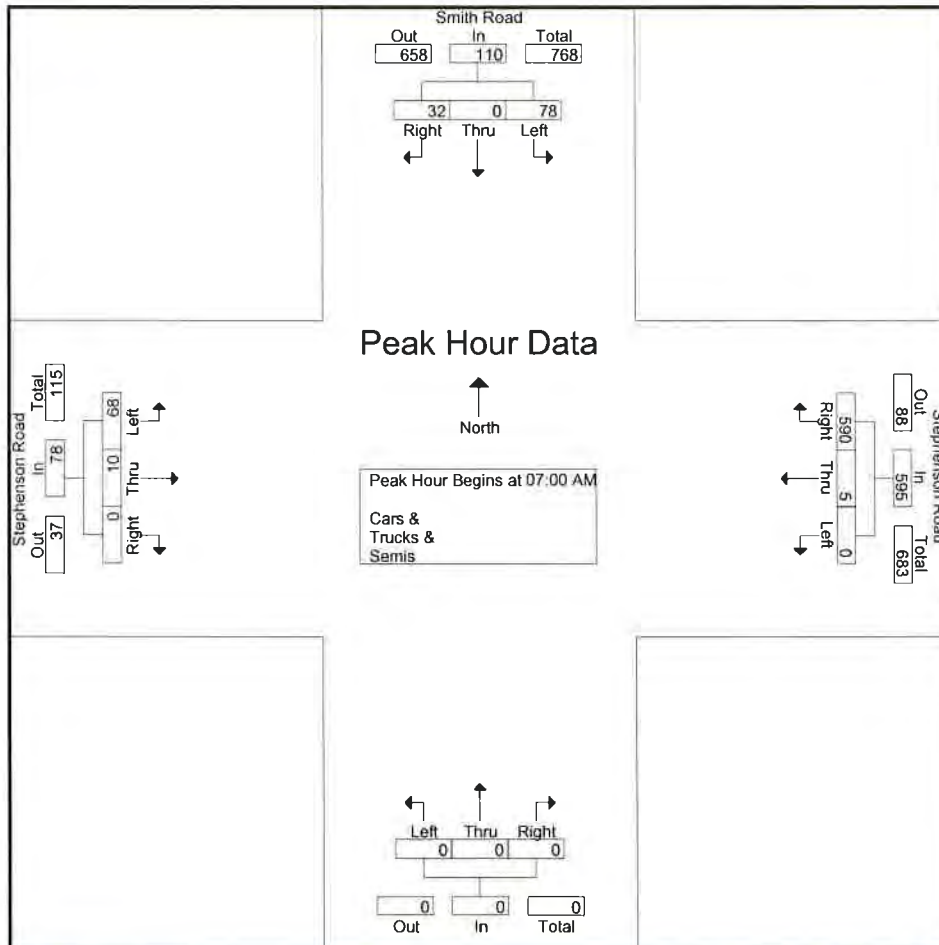 Smith Road
Out In Total
658 110 768
32 0 78
Right Thru Left
Peak Hour Data
North
Peak Hour Begins at 07:00 AM
Cars &
Trucks &
Semis
Stephenson Road
Out In Total
37 78 115
Right Thru Left
0 10 68
Right Thru Left
590 5 0
Out In Total
88 595 683
Stephenson Road
Left Thru Right
0 0 0
0 0 0
Out In Total